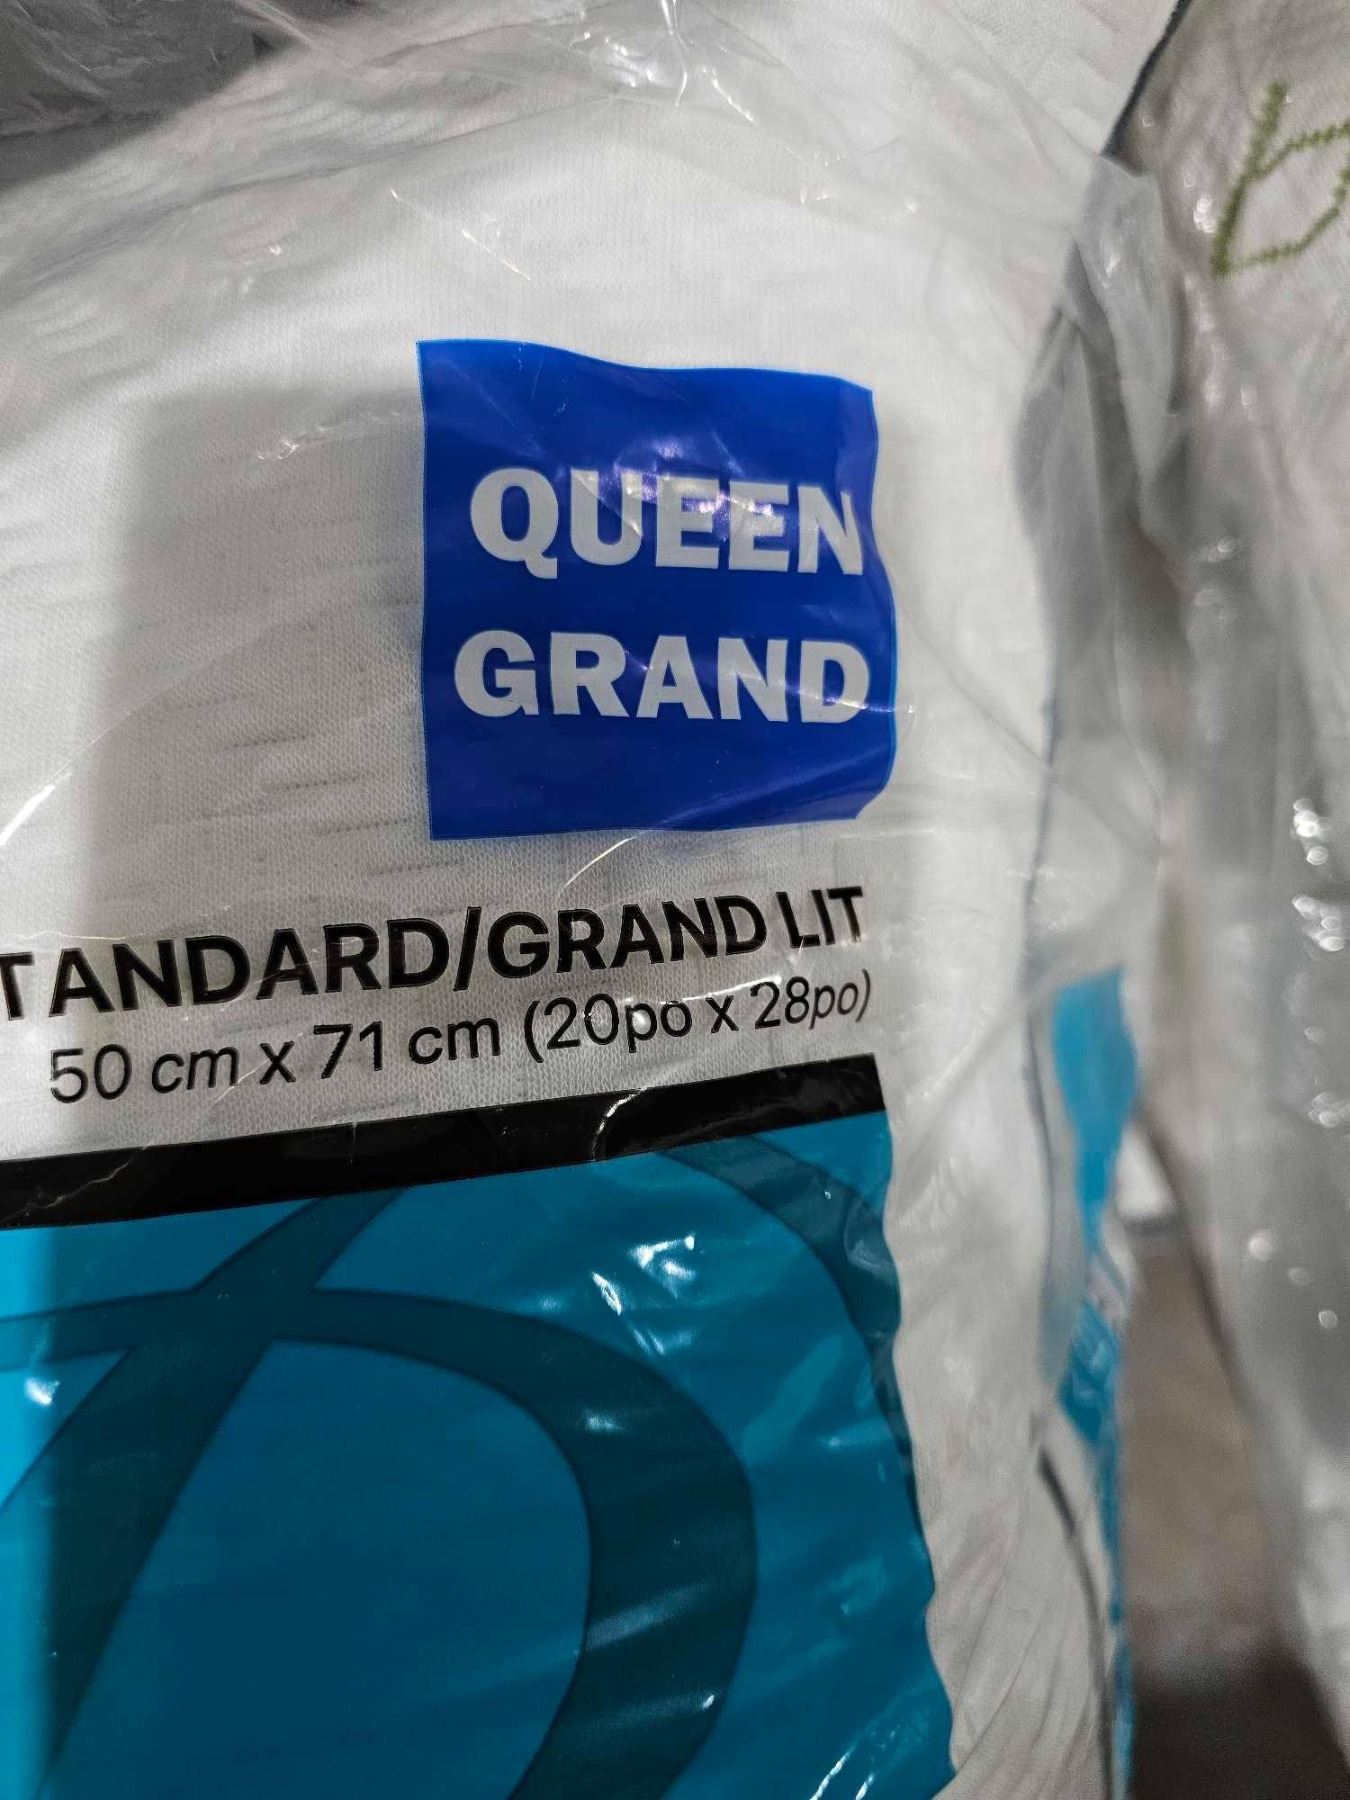 QUEEN
GRAND
TANDARD/GRAND LIT
50 cm x 71 cm (20po x 28po)